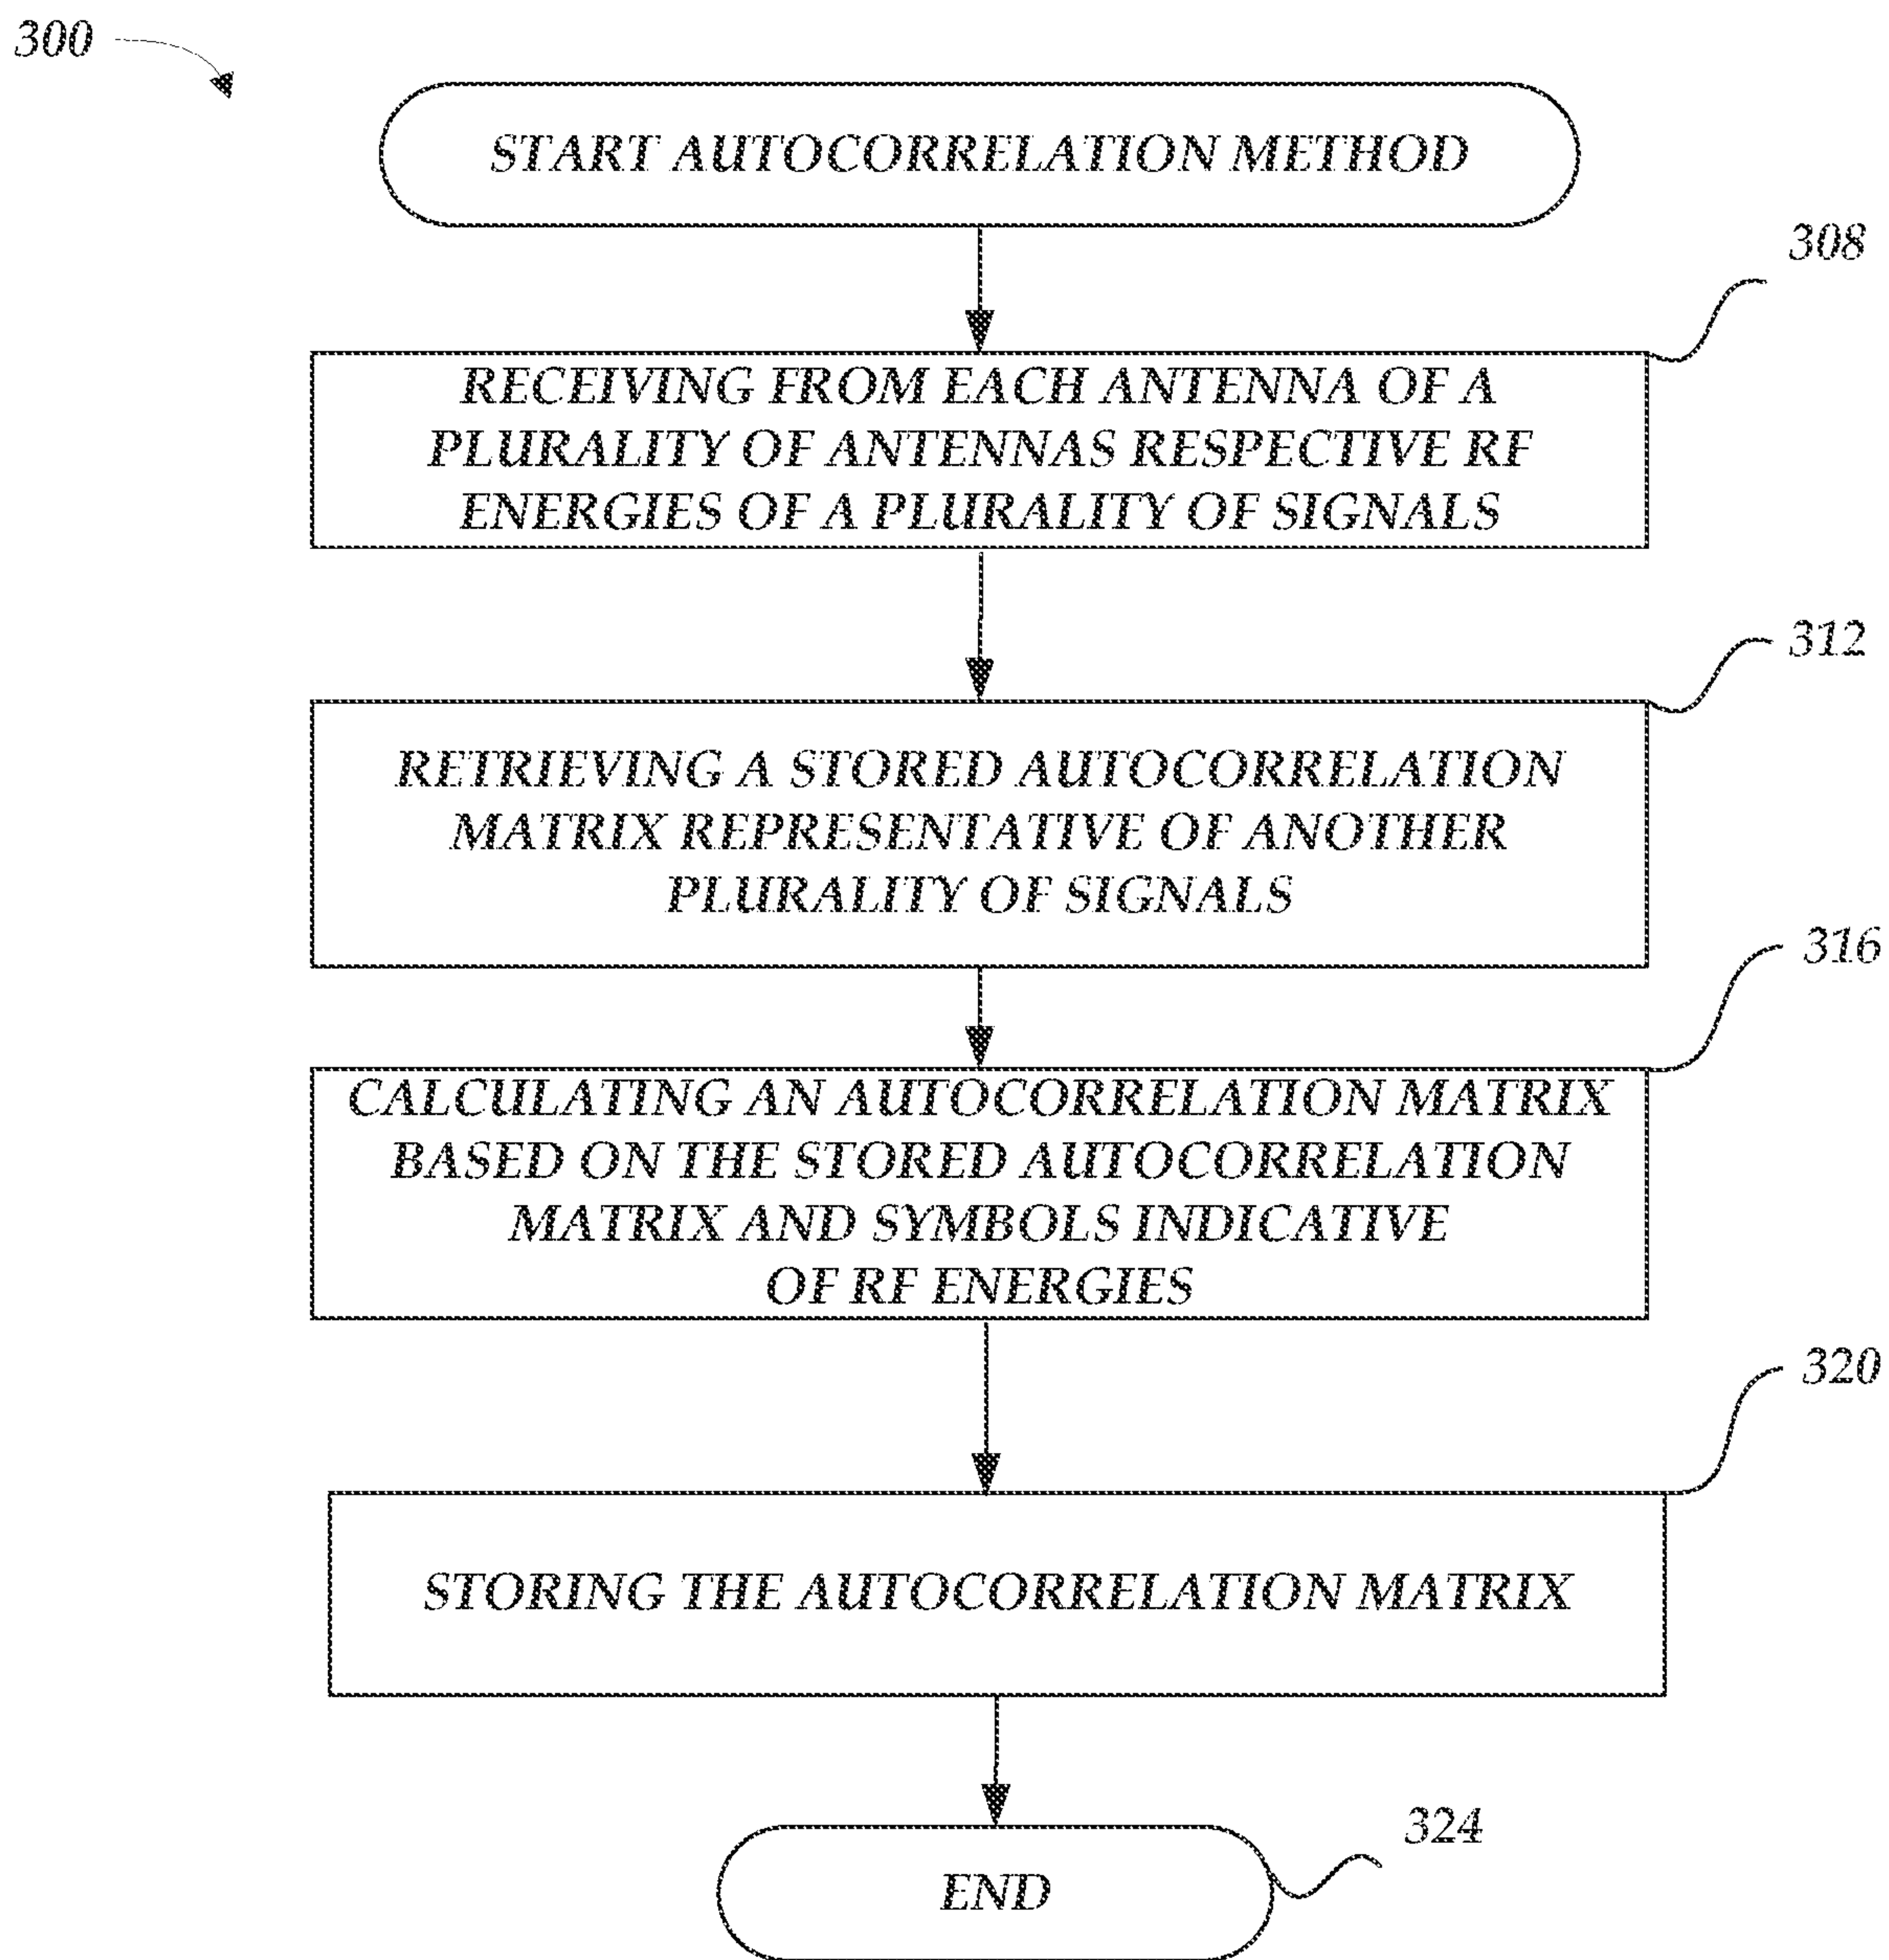 300
START AUTOCORRELATION METHOD
308
RECEIVING FROM EACH ANTENNA OF A
PLURALITY OF ANTENNAS RESPECTIVE RF
ENERGIES OF A PLURALITY OF SIGNALS
312
RETRIEVING A STORED AUTOCORRELATION
MATRIX REPRESENTATIVE OF ANOTHER
PLURALITY OF SIGNALS
316
CALCULATING AN AUTOCORRELATION MATRIX
BASED ON THE STORED AUTOCORRELATION
MATRIX AND SYMBOLS INDICATIVE
OF RF ENERGIES
320
STORING THE AUTOCORRELATION MATRIX
324
END